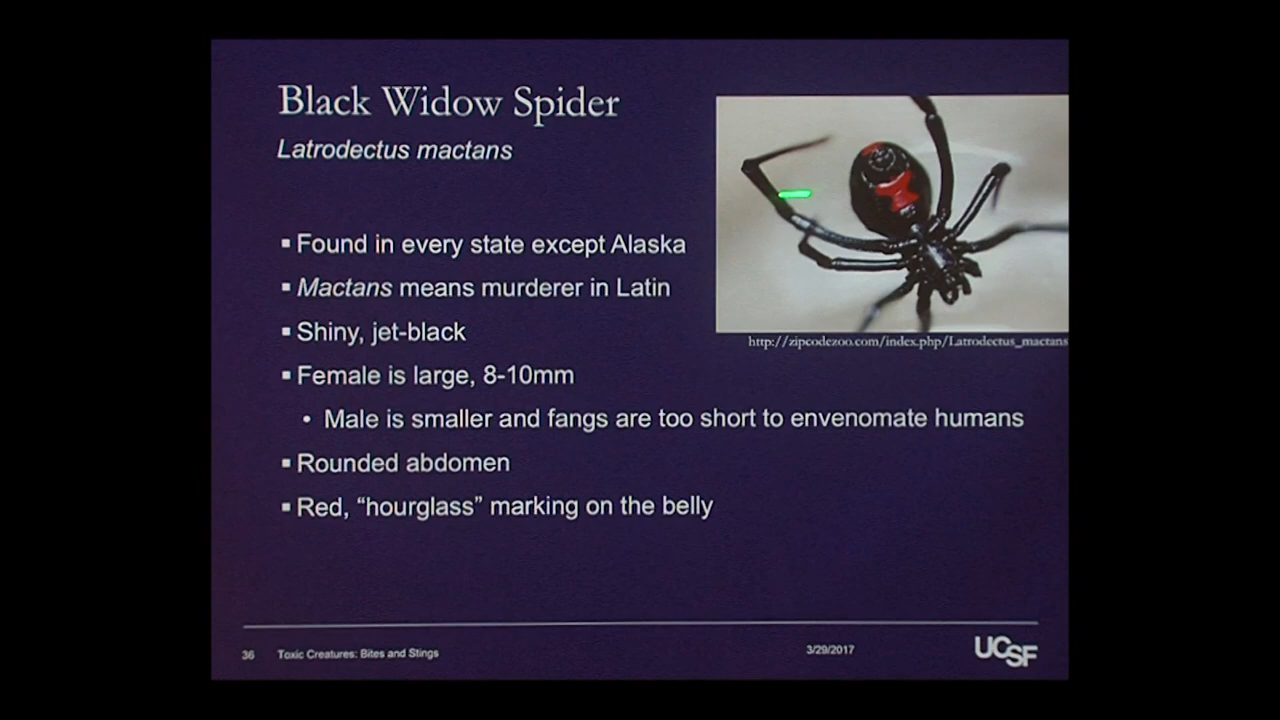 Black Widow Spider
Latrodectus mactans
▪ Found in every state except Alaska
▪ Mactans means murderer in Latin
▪ Shiny, jet-black
▪ Female is large, 8-10mm
• Male is smaller and fangs are too short to envenomate humans
▪ Rounded abdomen
▪ Red, “hourglass” marking on the belly
http://zipcodezoo.com/index.php/Latrodectus_mactans
36 Toxic Creatures: Bites and Stings 3/29/2017 UCSF